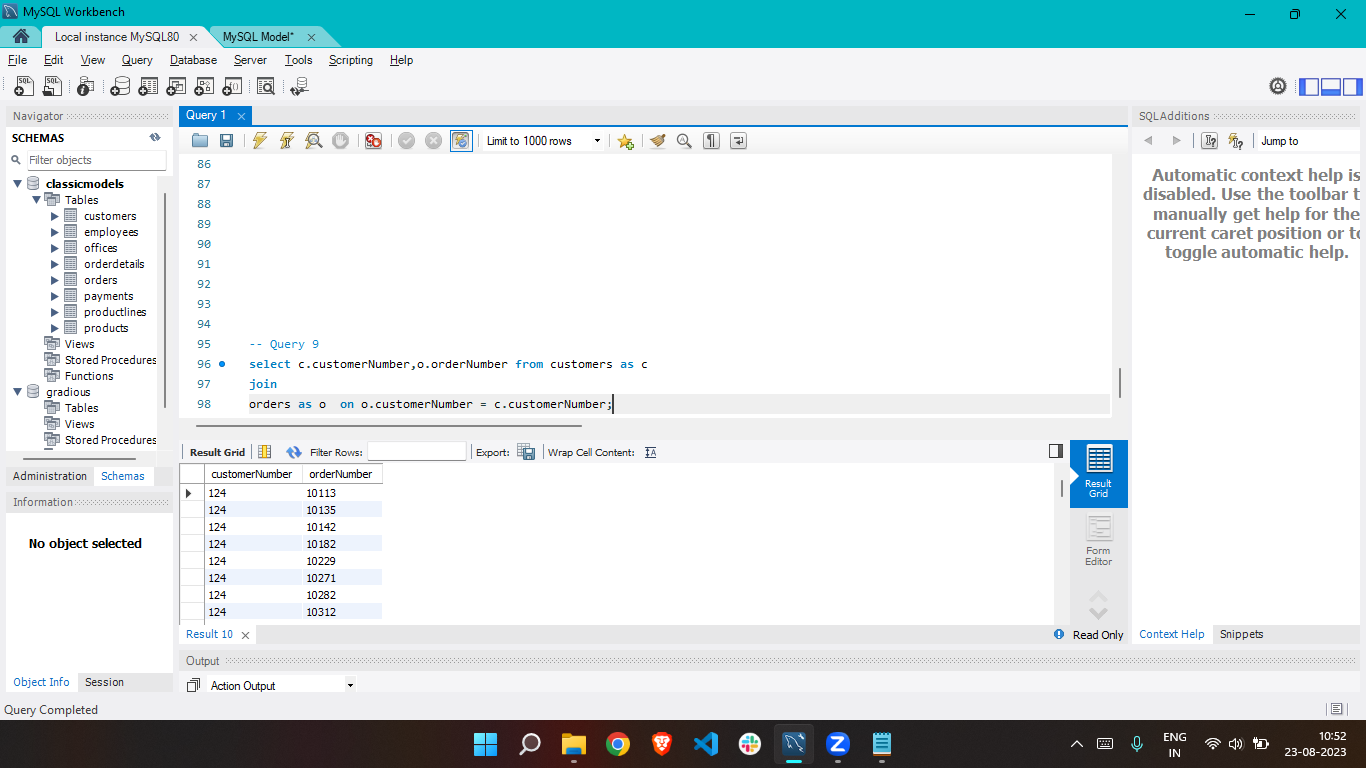 MySQL Workbench
Local instance MySQL80
MySQL Model*
File Edit View Query Database Server Tools Scripting Help
Navigator
SCHEMAS
Filter objects
classicmodels
Tables
customers
employees
offices
orderdetails
orders
payments
productlines
products
Views
Stored Procedures
Functions
gradious
Tables
Views
Stored Procedures
Administration Schemas
Information
No object selected
Object Info Session
Query 1
Limit to 1000 rows
86
87
88
89
90
91
92
93
94
95 -- Query 9
96 select c.customerNumber,o.orderNumber from customers as c
97 join
98 orders as o  on o.customerNumber = c.customerNumber;
Result Grid Filter Rows: Export: Wrap Cell Content:
customerNumber orderNumber
124 10113
124 10135
124 10142
124 10182
124 10229
124 10271
124 10282
124 10312
Result Grid
Form Editor
Result 10
Read Only
Output
Action Output
SQLAdditions
Jump to
Automatic context help is
disabled. Use the toolbar t
manually get help for the
current caret position or to
toggle automatic help.
Context Help Snippets
Query Completed
ENG
IN
10:52
23-08-2023